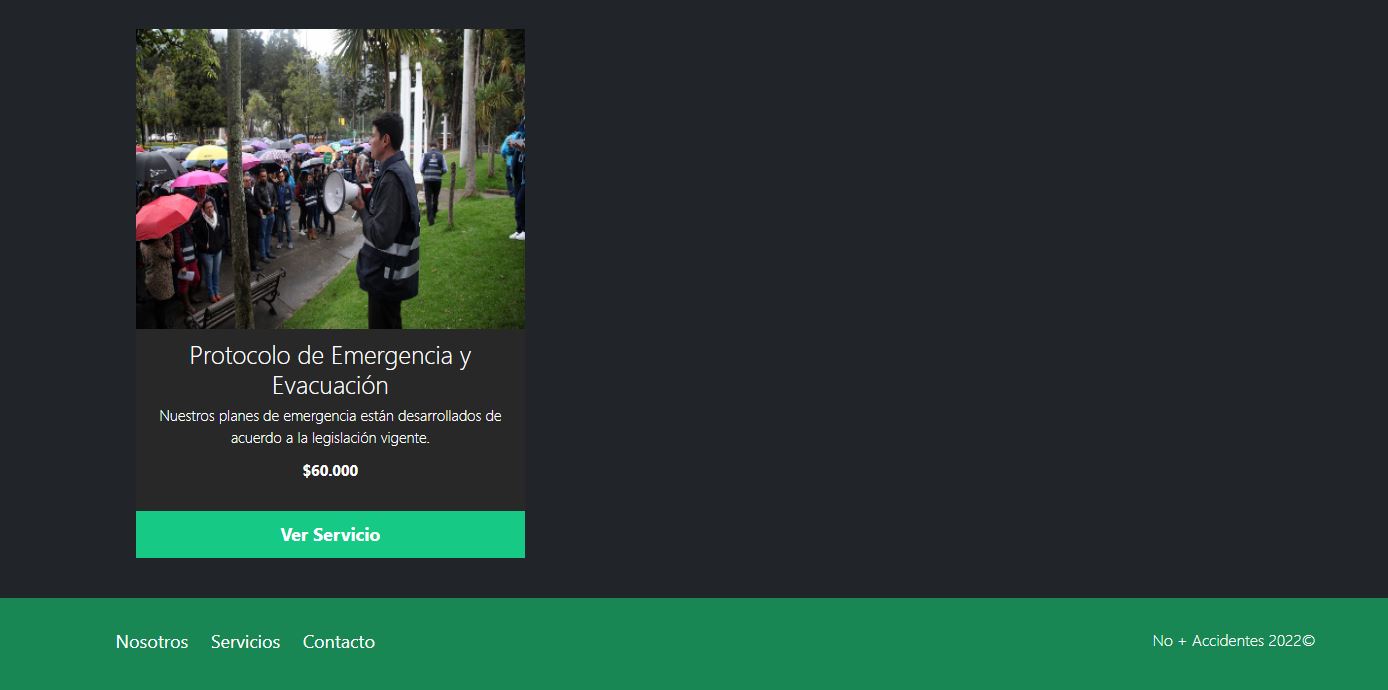 Protocolo de Emergencia y
Evacuación
Nuestros planes de emergencia están desarrollados de
acuerdo a la legislación vigente.
$60.000
Ver Servicio
Nosotros
Servicios
Contacto
No + Accidentes 2022©